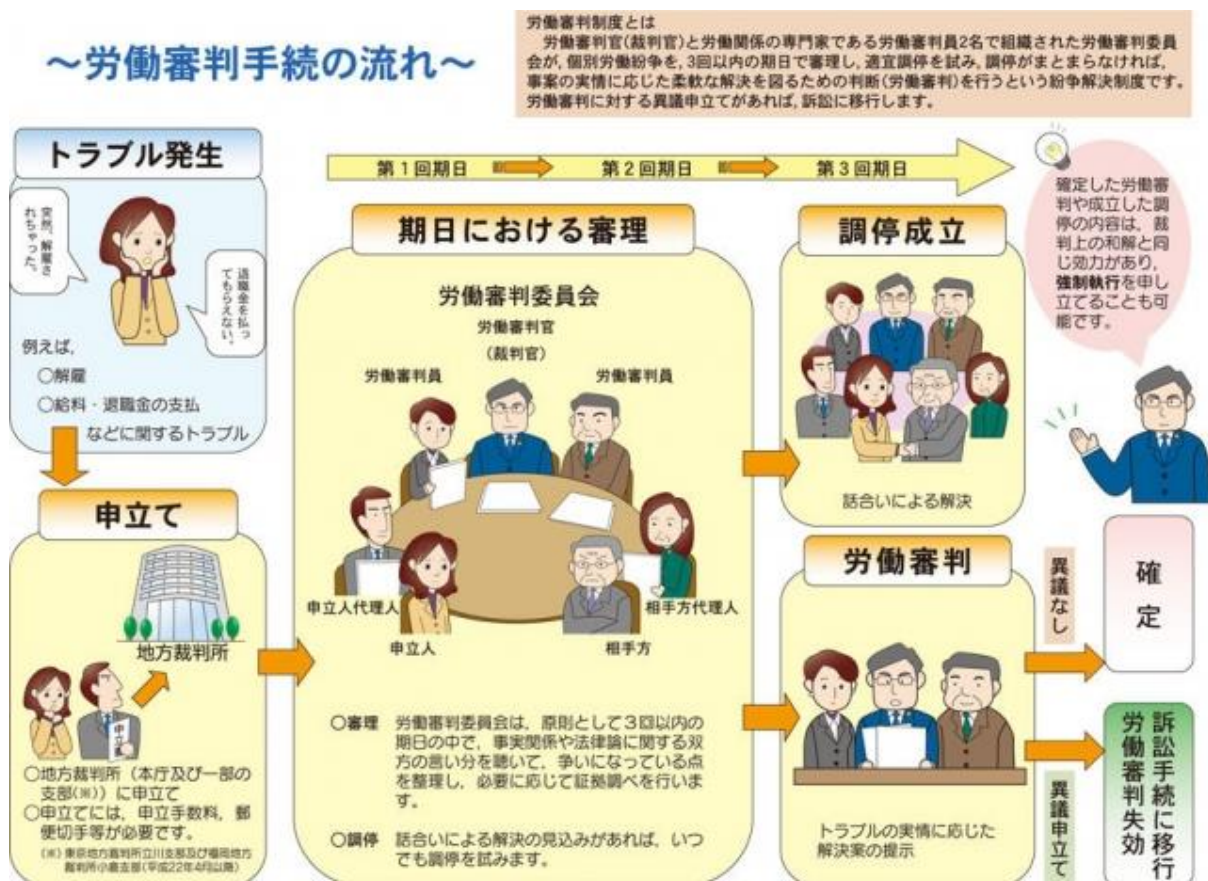 ～労働審判手続の流れ～
労働審判制度とは
労働審判官(裁判官)と労働関係の専門家である労働審判員2名で組織された労働審判委員
会が，個別労働紛争を，3回以内の期日で審理し，適宜調停を試み，調停がまとまらなければ，
事案の実情に応じた柔軟な解決を図るための判断(労働審判)を行うという紛争解決制度です。
労働審判に対する異議申立てがあれば，訴訟に移行します。
トラブル発生
突然，解雇さ
れちゃった。
退職金を払っ
てもらえない。
例えば，
○解雇
○給料・退職金の支払
などに関するトラブル
申立て
地方裁判所
申立書
○地方裁判所（本庁及び一部の
支部(※)）に申立て
○申立てには，申立手数料，郵
便切手等が必要です。
(※)東京地方裁判所立川支部及び福岡地方
裁判所小倉支部(平成22年4月以降)
第１回期日
第２回期日
第３回期日
期日における審理
労働審判委員会
労働審判官
(裁判官)
労働審判員
労働審判員
申立人代理人
相手方代理人
申立人
相手方
○審理 労働審判委員会は，原則として３回以内の
期日の中で，事実関係や法律論に関する双
方の言い分を聴いて，争いになっている点
を整理し，必要に応じて証拠調べを行いま
す。
○調停 話合いによる解決の見込みがあれば，いつ
でも調停を試みます。
調停成立
話合いによる解決
労働審判
トラブルの実情に応じた
解決案の提示
確定した労働審
判や成立した調
停の内容は，裁
判上の和解と同
じ効力があり，
強制執行を申し
立てることも可
能です。
異議なし
確定
異議申立て
訴訟手続に移行
労働審判失効